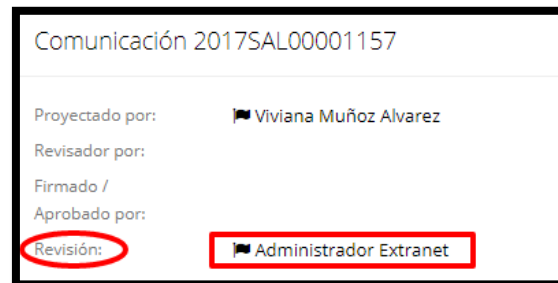 Comunicación 2017SAL00001157
Proyectado por: Viviana Muñoz Alvarez
Revisador por:
Firmado /
Aprobado por:
Revisión: Administrador Extranet